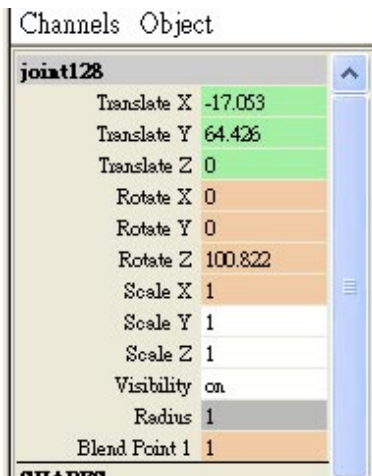 Channels Object
joint128
Translate X -17.053
Translate Y 64.426
Translate Z 0
Rotate X 0
Rotate Y 0
Rotate Z 100.822
Scale X 1
Scale Y 1
Scale Z 1
Visibility on
Radius 1
Blend Point 1 1
SHAPES